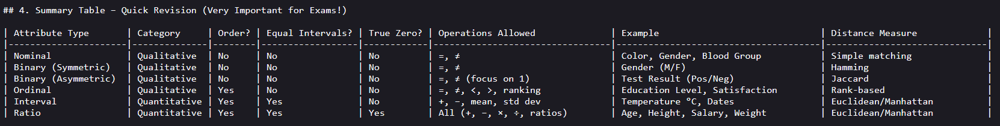 ## 4. Summary Table – Quick Revision (Very Important for Exams!)
| Attribute Type | Category | Order? | Equal Intervals? | True Zero? | Operations Allowed | Example | Distance Measure |
|----------------------|--------------|--------|------------------|------------|--------------------------------|--------------------------------------|------------------------------|
| Nominal | Qualitative | No | No | No | =, ≠ | Color, Gender, Blood Group | Simple matching |
| Binary (Symmetric) | Qualitative | No | No | No | =, ≠ | Gender (M/F) | Hamming |
| Binary (Asymmetric) | Qualitative | No | No | No | =, ≠ (focus on 1) | Test Result (Pos/Neg) | Jaccard |
| Ordinal | Qualitative | Yes | No | No | =, ≠, <, >, ranking | Education Level, Satisfaction | Rank-based |
| Interval | Quantitative | Yes | Yes | No | +, −, mean, std dev | Temperature °C, Dates | Euclidean/Manhattan |
| Ratio | Quantitative | Yes | Yes | Yes | All (+, −, ×, ÷, ratios) | Age, Height, Salary, Weight | Euclidean/Manhattan |